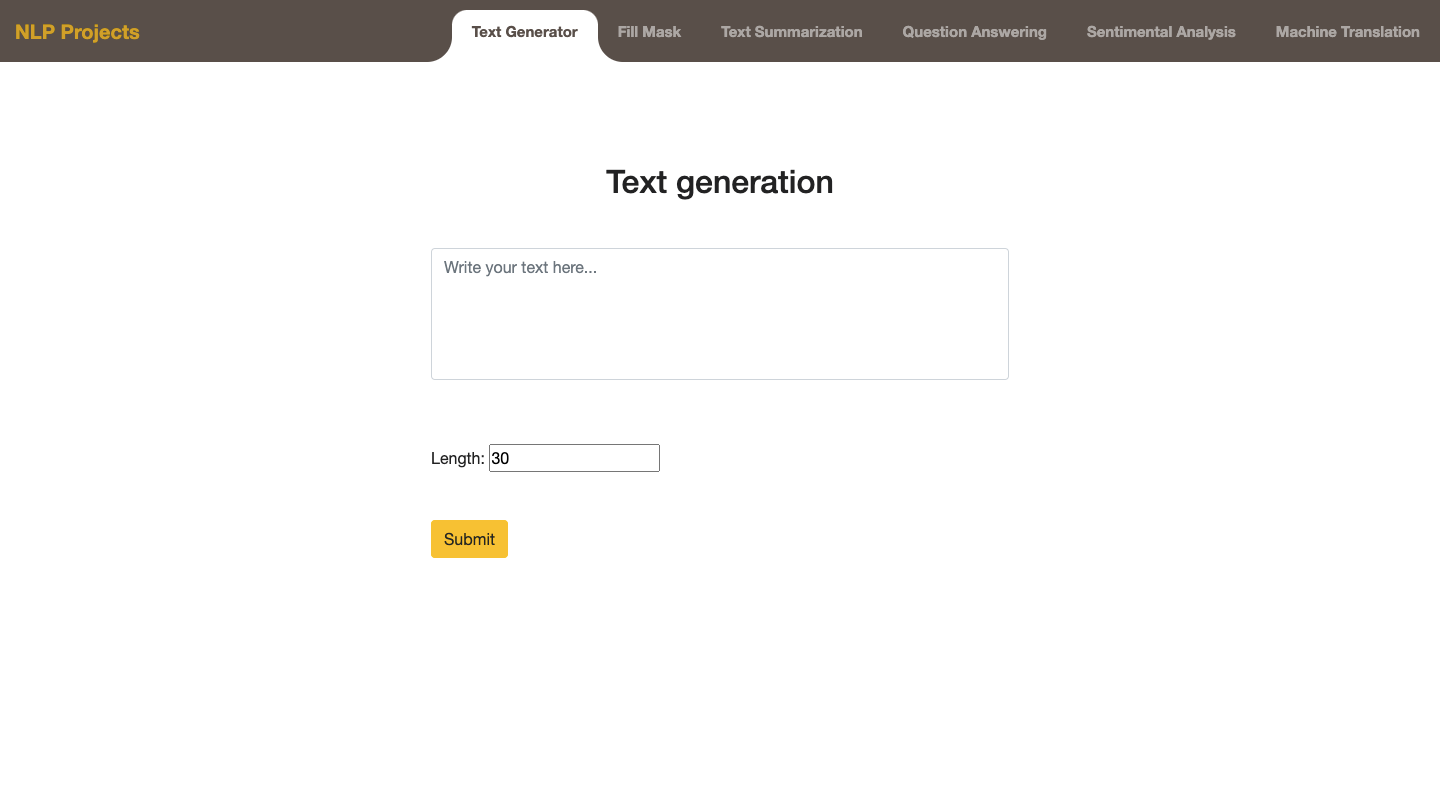 NLP Projects
Text Generator
Fill Mask
Text Summarization
Question Answering
Sentimental Analysis
Machine Translation
Text generation
Write your text here...
Length: 30
Submit